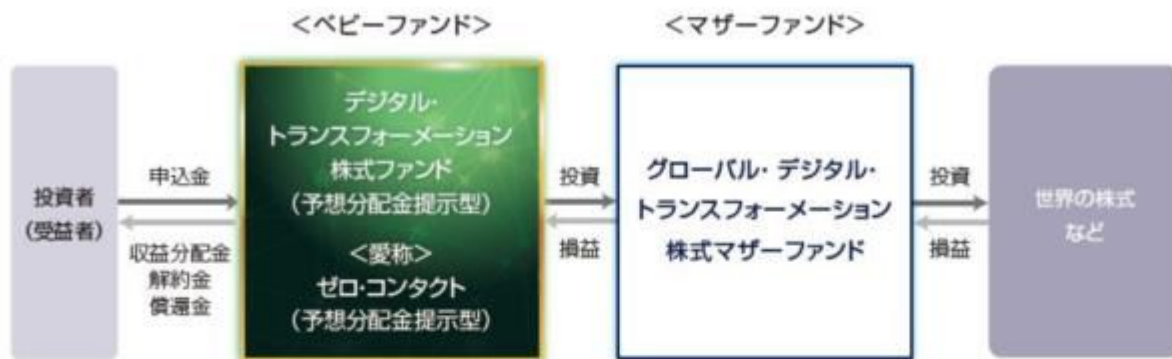 ＜ベビーファンド＞
＜マザーファンド＞
投資者
（受益者）
申込金
収益分配金
解約金
償還金
デジタル・
トランスフォーメーション
株式ファンド
（予想分配金提示型）
＜愛称＞
ゼロ・コンタクト
（予想分配金提示型）
投資
損益
グローバル・デジタル・
トランスフォーメーション
株式マザーファンド
投資
損益
世界の株式
など